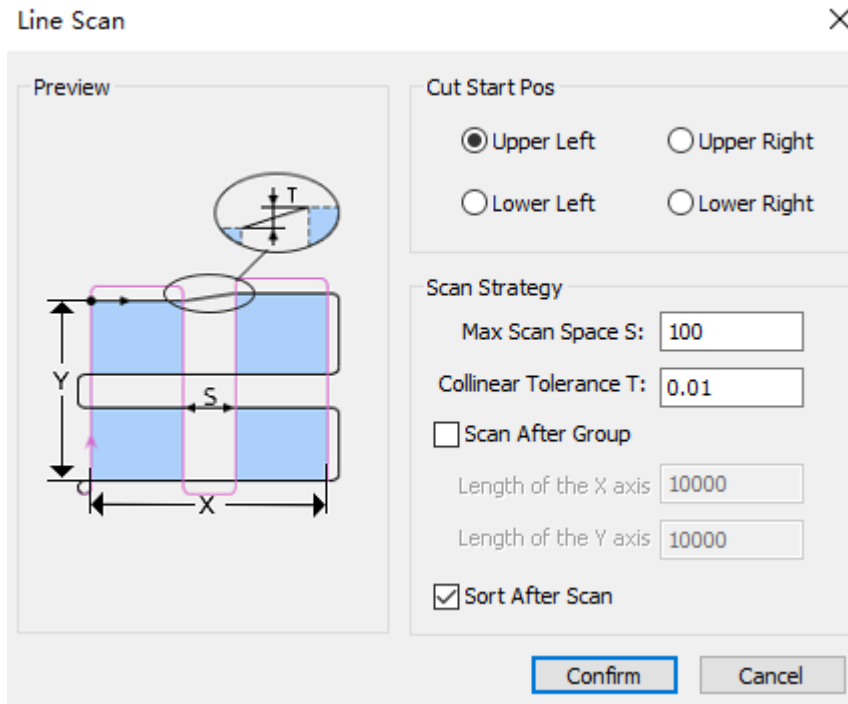 Line Scan
Preview
T
Y
S
X
Cut Start Pos
Upper Left
Upper Right
Lower Left
Lower Right
Scan Strategy
Max Scan Space S: 100
Collinear Tolerance T: 0.01
Scan After Group
Length of the X axis 10000
Length of the Y axis 10000
Sort After Scan
Confirm
Cancel